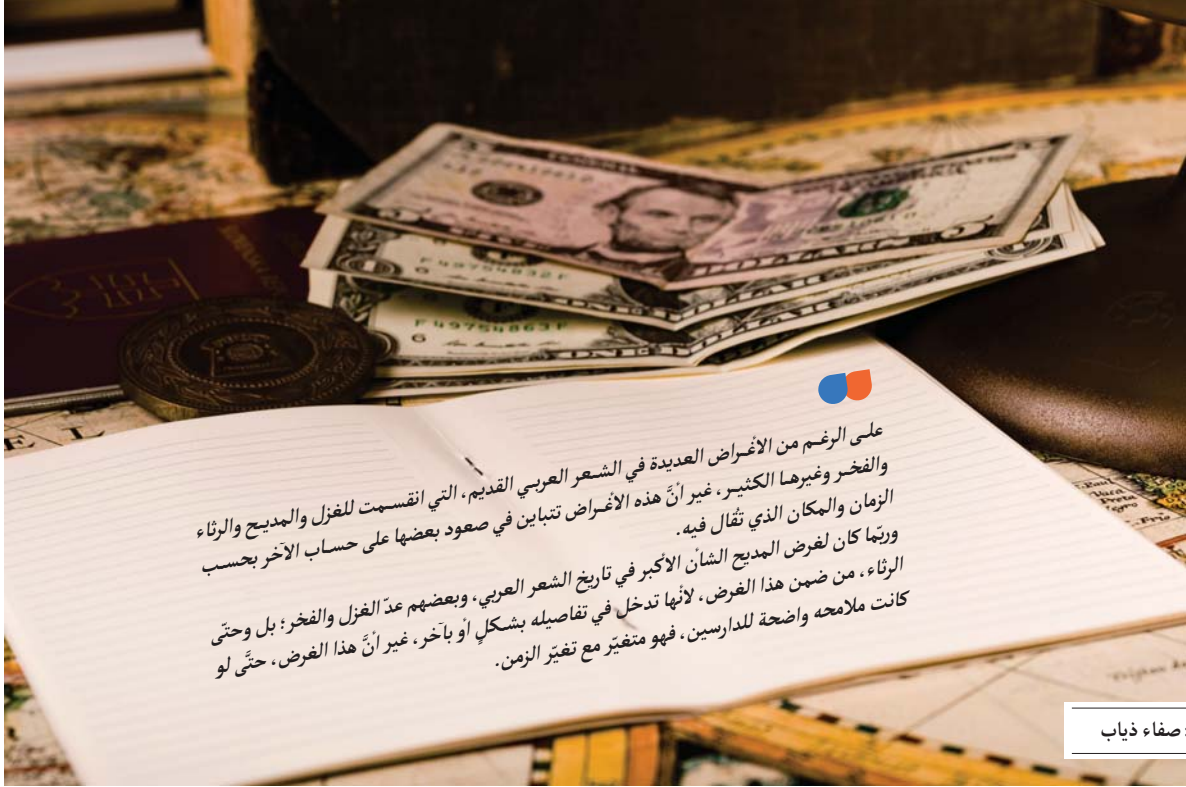 على الرغم من الأغراض العديدة في الشعر العربي القديم، التي انقسمت للغزل والمديح والرثاء
والفخر وغيرها الكثير، غير أنَّ هذه الأغراض تتباين في صعود بعضها على حساب الآخر بحسب
الزمان والمكان الذي تُقال فيه.
وربّما كان لغرض المديح الشأن الأكبر في تاريخ الشعر العربي، وبعضهم عدّ الغزل والفخر؛ بل وحتّى
الرثاء، من ضمن هذا الغرض، لأنها تدخل في تفاصيله بشكلٍ أو بآخر، غير أنَّ هذا الغرض، حتَّى لو
كانت ملامحه واضحة للدارسين، فهو متغيّر مع تغيّر الزمن.
: صفاء ذياب
F 49754832 F
F 49754863 F
ONE DOLLAR
E L